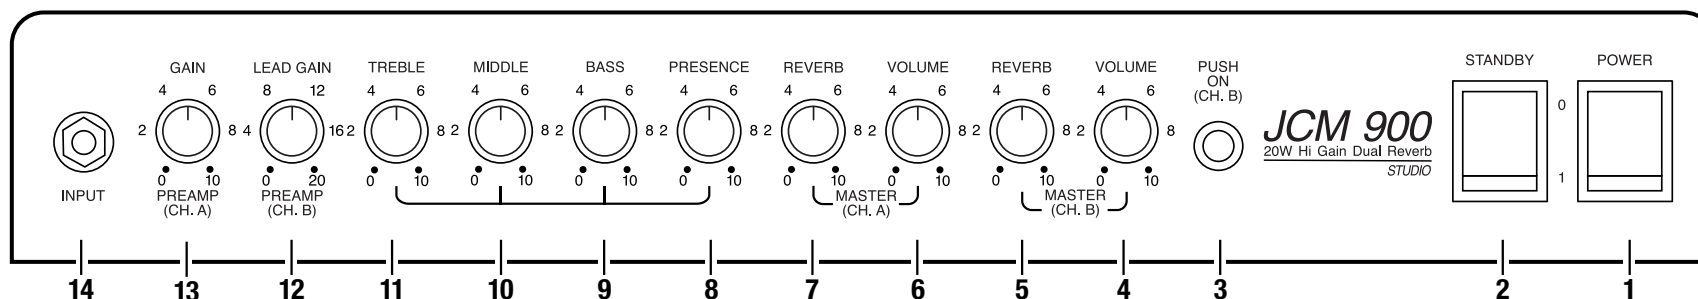 GAIN LEAD GAIN TREBLE MIDDLE BASS PRESENCE REVERB VOLUME REVERB VOLUME PUSH ON (CH. B) STANDBY POWER
4 6 8 12 4 6 4 6 4 6 4 6 4 6 4 6 4 6 4 6
0
2 8 4 16 2 8 2 8 2 8 2 8 2 8 2 8 2 8 2 8
JCM 900
20W Hi Gain Dual Reverb
STUDIO
1
0 10 0 20 0 10 0 10 0 10 0 10 0 10 0 10 0 10 0 10
INPUT PREAMP (CH. A) PREAMP (CH. B) MASTER (CH. A) MASTER (CH. B)
14 13 12 11 10 9 8 7 6 5 4 3 2 1